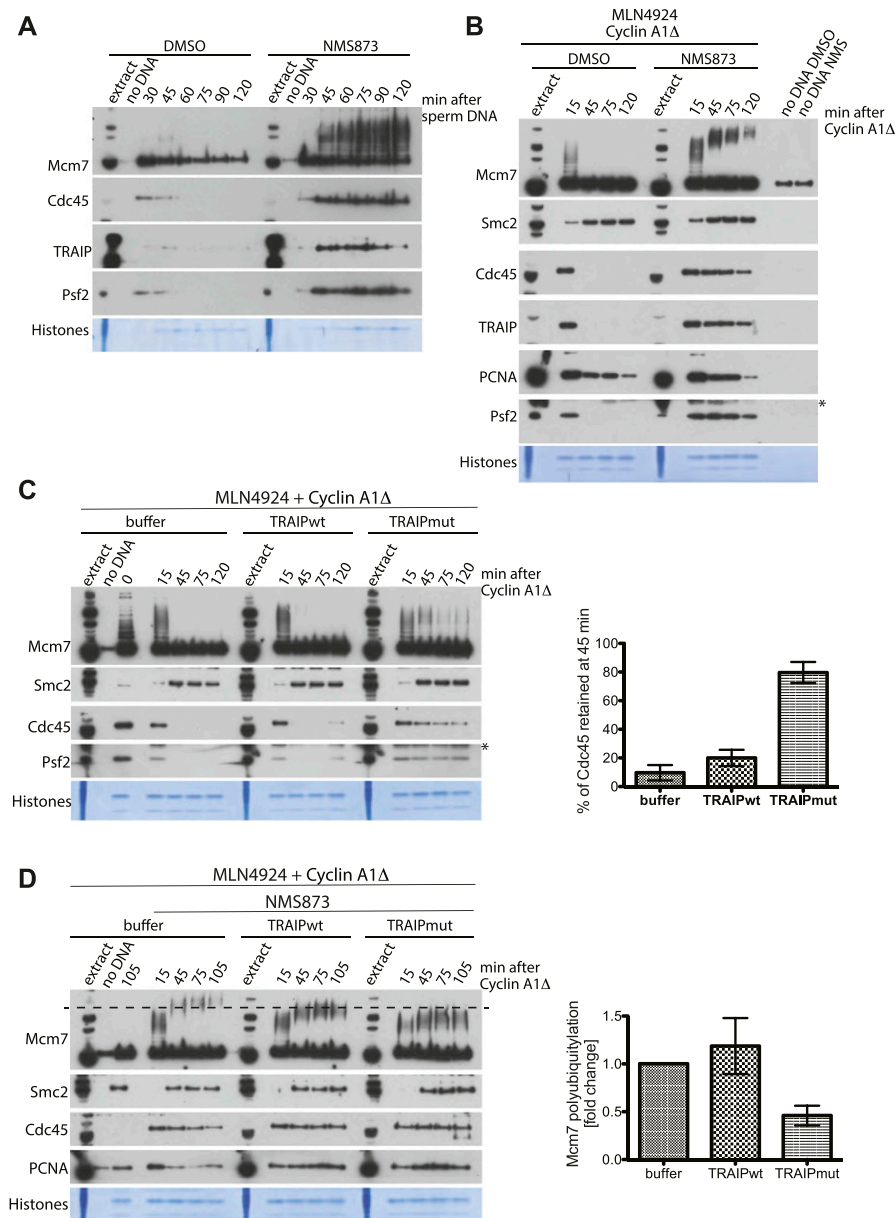 A
DMSO NMS873
extract no DNA 30 45 60 75 90 120 extract no DNA 30 45 60 75 90 120 min after sperm DNA
Mcm7
Cdc45
TRAIP
Psf2
Histones
B
MLN4924
Cyclin A1Δ
DMSO NMS873
extract 15 45 75 120 extract 15 45 75 120 no DNA DMSO no DNA NMS
min after Cyclin A1Δ
Mcm7
Smc2
Cdc45
TRAIP
PCNA
Psf2 *
Histones
C
MLN4924 + Cyclin A1Δ
buffer TRAIPwt TRAIPmut
extract no DNA 0 15 45 75 120 extract 15 45 75 120 extract 15 45 75 120 min after Cyclin A1Δ
Mcm7
Smc2
Cdc45
Psf2 *
Histones
% of Cdc45 retained at 45 min
100
80
60
40
20
0
buffer TRAIPwt TRAIPmut
D
MLN4924 + Cyclin A1Δ
NMS873
buffer TRAIPwt TRAIPmut
extract no DNA 105 15 45 75 105 extract 15 45 75 105 extract 15 45 75 105 min after Cyclin A1Δ
Mcm7
Smc2
Cdc45
PCNA
Histones
Mcm7 polyubiquitylation
[fold change]
1.5
1.0
0.5
0.0
buffer TRAIPwt TRAIPmut